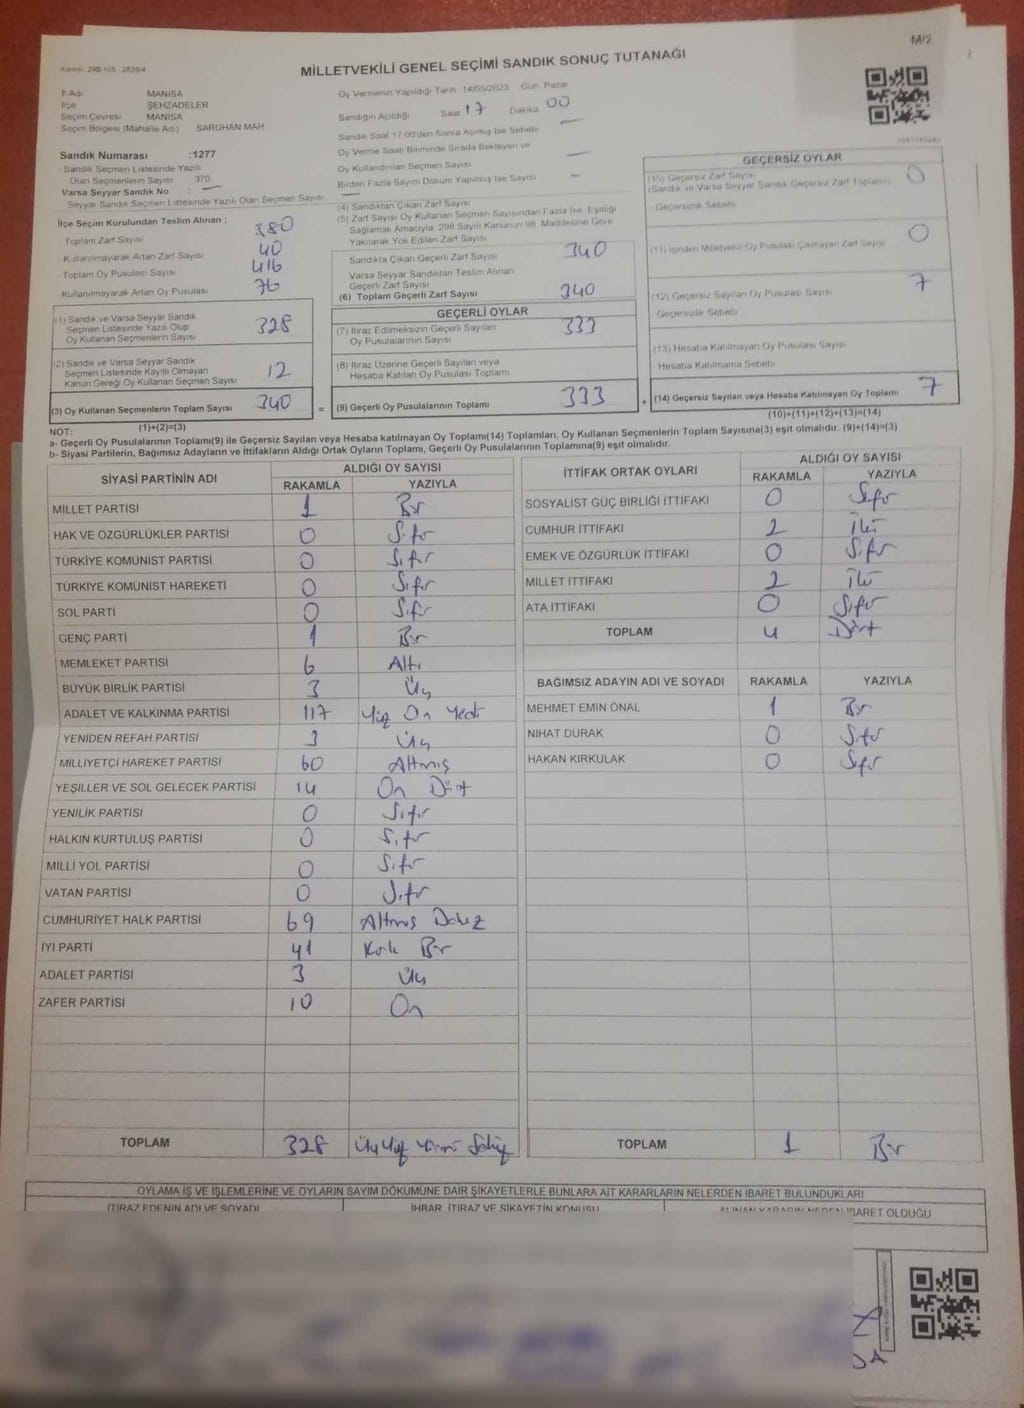 M/2
Kanun 298/105 2839/4
MİLLETVEKİLİ GENEL SEÇİMİ SANDIK SONUÇ TUTANAĞI
İl Adı MANİSA
İlçe ŞEHZADELER
Seçim Çevresi MANİSA
Seçim Bölgesi (Mahalle Adı) SARUHAN MAH
Sandık Numarası :1277
Sandık Seçmen Listesinde Yazılı
Olan Seçmenlerin Sayısı 370
Varsa Seyyar Sandık No : —
Seyyar Sandık Seçmen Listesinde Yazılı Olan Seçmen Sayısı —
İlçe Seçim Kurulundan Teslim Alınan ;
Toplam Zarf Sayısı 380
- Kullanılmayarak Artan Zarf Sayısı 40
- Toplam Oy Pusulası Sayısı 416
- Kullanılmayarak Artan Oy Pusulası 76
(1) Sandık ve Varsa Seyyar Sandık
Seçmen Listesinde Yazılı Olup
Oy Kullanan Seçmenlerin Sayısı 328
(2) Sandık ve Varsa Seyyar Sandık
Seçmen Listesinde Kayıtlı Olmayan
Kanun Gereği Oy Kullanan Seçmen Sayısı 12
(3) Oy Kullanan Seçmenlerin Toplam Sayısı 340 =
(1)+(2)=(3)
Oy Vermenin Yapıldığı Tarih 14/05/2023 Gün Pazar
Sandığın Açıldığı Saat 17 Dakika 00
Sandık Saat 17:00'den Sonra Açılmış İse Sebebi —
Oy Verme Saati Bitiminde Sırada Bekleyen ve
Oy Kullandırılan Seçmen Sayısı —
Birden Fazla Sayım Döküm Yapılmış İse Sayısı —
(4) Sandıktan Çıkan Zarf Sayısı
(5) Zarf Sayısı Oy Kullanan Seçmen Sayısından Fazla İse, Eşitliği
Sağlamak Amacıyla, 298 Sayılı Kanunun 98. Maddesine Göre
Yakılarak Yok Edilen Zarf Sayısı
Sandıkta Çıkan Geçerli Zarf Sayısı 340
Varsa Seyyar Sandıktan Teslim Alınan
Geçerli Zarf Sayısı
(6) Toplam Geçerli Zarf Sayısı 340
GEÇERLİ OYLAR
(7) İtiraz Edilmeksizin Geçerli Sayılan
Oy Pusulalarının Sayısı 333
(8) İtiraz Üzerine Geçerli Sayılan veya
Hesaba Katılan Oy Pusulası Toplamı
(9) Geçerli Oy Pusulalarının Toplamı 333 +
GEÇERSİZ OYLAR
(10) Geçersiz Zarf Sayısı 0
(Sandık ve Varsa Seyyar Sandık Geçersiz Zarf Toplamı)
- Geçersizlik Sebebi
(11) İçinden Milletvekili Oy Pusulası Çıkmayan Zarf Sayısı 0
(12) Geçersiz Sayılan Oy Pusulası Sayısı 7
Geçersizlik Sebebi
(13) Hesaba Katılmayan Oy Pusulası Sayısı
- Hesaba Katılmama Sebebi
(14) Geçersiz Sayılan veya Hesaba Katılmayan Oy Toplamı 7
(10)+(11)+(12)+(13)=(14)
NOT:
a- Geçerli Oy Pusulalarının Toplamı(9) ile Geçersiz Sayılan veya Hesaba katılmayan Oy Toplamı(14) Toplamları, Oy Kullanan Seçmenlerin Toplam Sayısına(3) eşit olmalıdır. (9)+(14)=(3)
b- Siyasi Partilerin, Bağımsız Adayların ve İttifakların Aldığı Ortak Oyların Toplamı, Geçerli Oy Pusulalarının Toplamına(9) eşit olmalıdır.
SİYASİ PARTİNİN ADI ALDIĞI OY SAYISI
RAKAMLA YAZIYLA
MİLLET PARTİSİ 1 Bir
HAK VE ÖZGÜRLÜKLER PARTİSİ 0 Sıfır
TÜRKİYE KOMÜNİST PARTİSİ 0 Sıfır
TÜRKİYE KOMÜNİST HAREKETİ 0 Sıfır
SOL PARTİ 0 Sıfır
GENÇ PARTİ 1 Bir
MEMLEKET PARTİSİ 6 Altı
BÜYÜK BİRLİK PARTİSİ 3 Üç
ADALET VE KALKINMA PARTİSİ 117 Yüz On Yedi
YENİDEN REFAH PARTİSİ 3 Üç
MİLLİYETÇİ HAREKET PARTİSİ 60 Altmış
YEŞİLLER VE SOL GELECEK PARTİSİ 14 On Dört
YENİLİK PARTİSİ 0 Sıfır
HALKIN KURTULUŞ PARTİSİ 0 Sıfır
MİLLİ YOL PARTİSİ 0 Sıfır
VATAN PARTİSİ 0 Sıfır
CUMHURİYET HALK PARTİSİ 69 Altmış Dokuz
İYİ PARTİ 41 Kırk Bir
ADALET PARTİSİ 3 Üç
ZAFER PARTİSİ 10 On
TOPLAM 328 Üç Yüz Yirmi Sekiz
İTTİFAK ORTAK OYLARI ALDIĞI OY SAYISI
RAKAMLA YAZIYLA
SOSYALİST GÜÇ BİRLİĞİ İTTİFAKI 0 Sıfır
CUMHUR İTTİFAKI 2 İki
EMEK VE ÖZGÜRLÜK İTTİFAKI 0 Sıfır
MİLLET İTTİFAKI 2 İki
ATA İTTİFAKI 0 Sıfır
TOPLAM 4 Dört
BAĞIMSIZ ADAYIN ADI VE SOYADI RAKAMLA YAZIYLA
MEHMET EMİN ÖNAL 1 Bir
NİHAT DURAK 0 Sıfır
HAKAN KIRKULAK 0 Sıfır
TOPLAM 1 Bir
OYLAMA İŞ VE İŞLEMLERİNE VE OYLARIN SAYIM DÖKÜMÜNE DAİR ŞİKAYETLERLE BUNLARA AİT KARARLARIN NELERDEN İBARET BULUNDUKLARI
İTİRAZ EDENİN ADI VE SOYADI İHBAR, İTİRAZ VE ŞİKAYETİN KONUSU ALINAN KARARIN NEDEN İBARET OLDUĞU